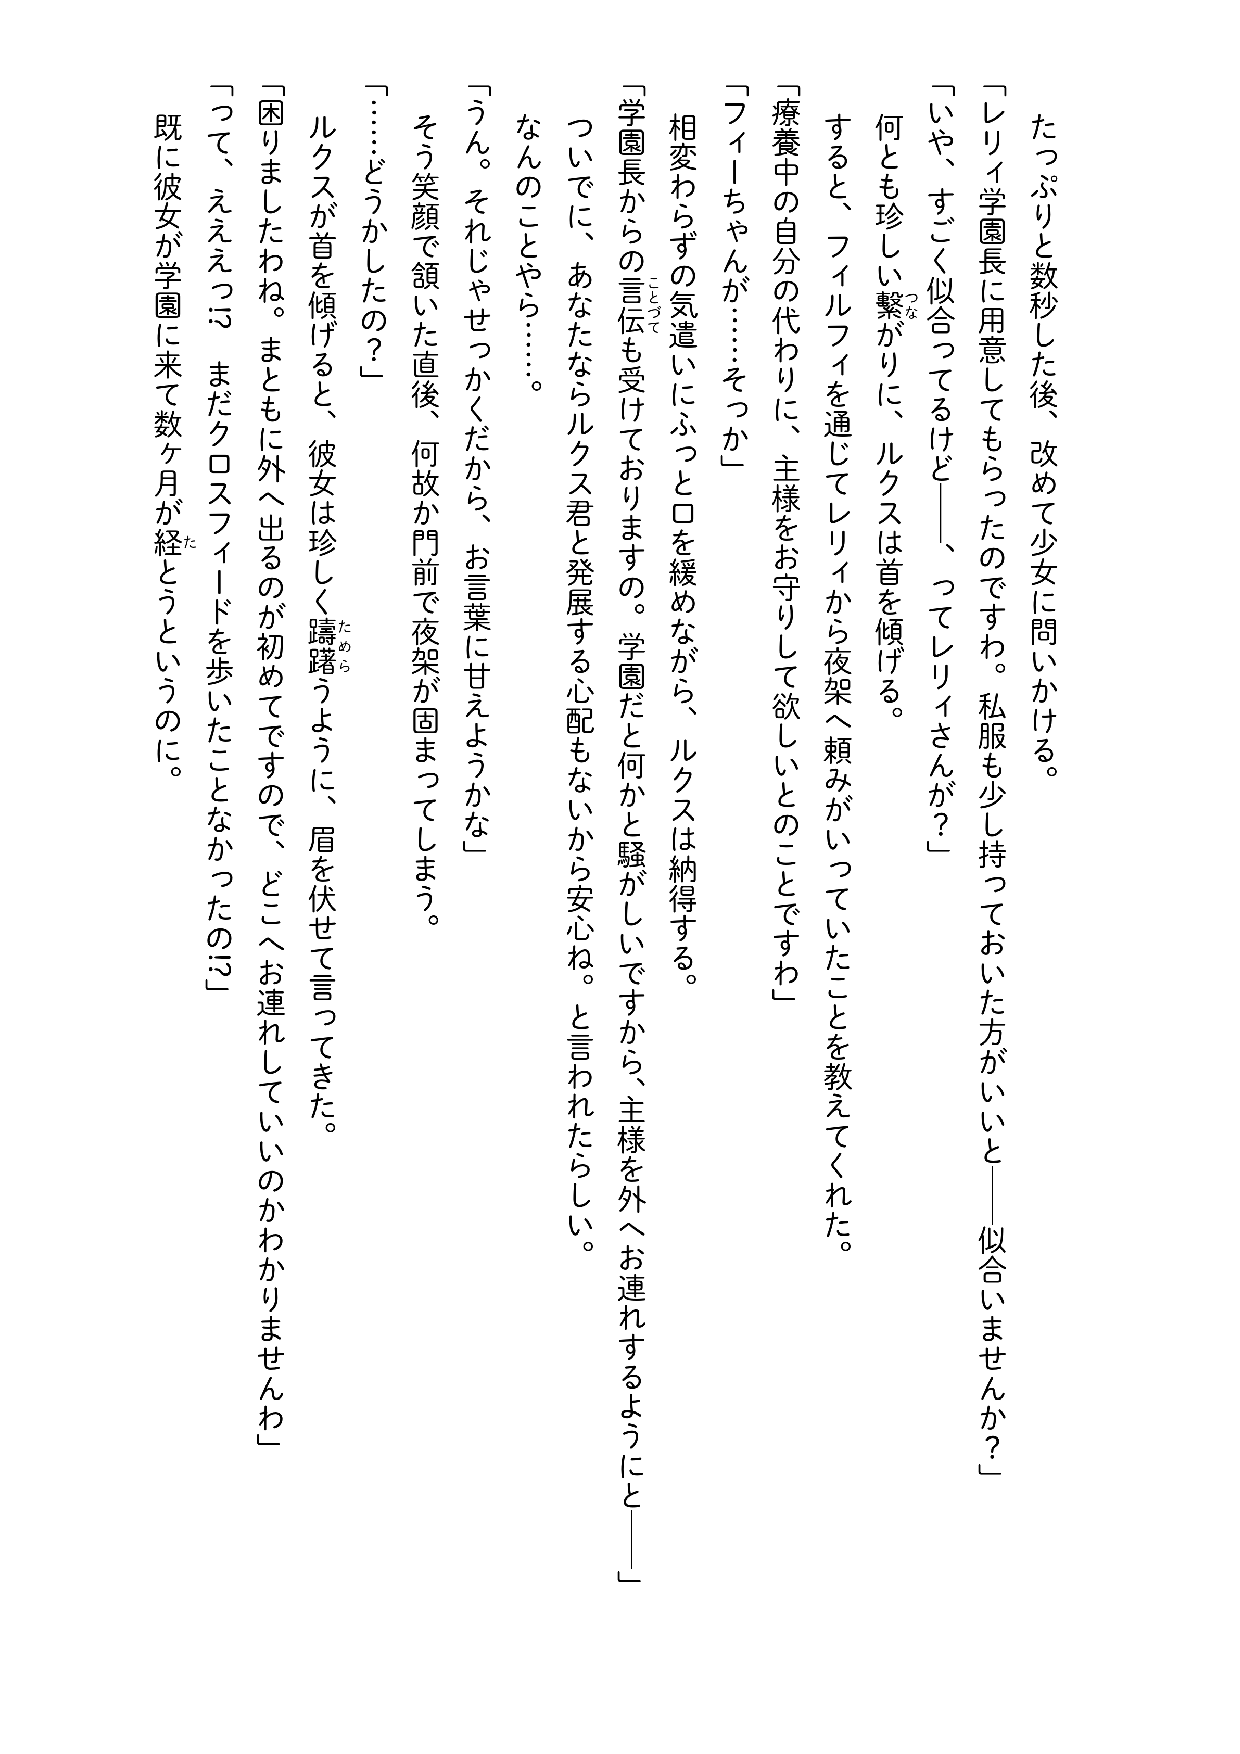 たっぷりと数秒した後、改めて少女に問いかける。
「レリィ学園長に用意してもらったのですわ。私服も少し持っておいた方がいいと――似合いませんか？」
「いや、すごく似合ってるけど――、ってレリィさんが？」
何とも珍しい繋がりに、ルクスは首を傾げる。
すると、フィルフィを通じてレリィから夜架へ頼みがいっていたことを教えてくれた。
「療養中の自分の代わりに、主様をお守りして欲しいとのことですわ」
「フィーちゃんが……そっか」
相変わらずの気遣いにふっと口を緩めながら、ルクスは納得する。
「学園長からの言伝も受けておりますの。学園だと何かと騒がしいですから、主様を外へお連れするようにと――」
ついでに、あなたならルクス君と発展する心配もないから安心ね。と言われたらしい。
なんのことやら……。
「うん。それじゃせっかくだから、お言葉に甘えようかな」
そう笑顔で頷いた直後、何故か門前で夜架が固まってしまう。
「……どうかしたの？」
ルクスが首を傾げると、彼女は珍しく躊躇うように、眉を伏せて言ってきた。
「困りましたわね。まともに外へ出るのが初めてですので、どこへお連れしていいのかわかりませんわ」
「って、えええっ!?　まだクロスフィードを歩いたことなかったの!?」
既に彼女が学園に来て数ヶ月が経とうというのに。